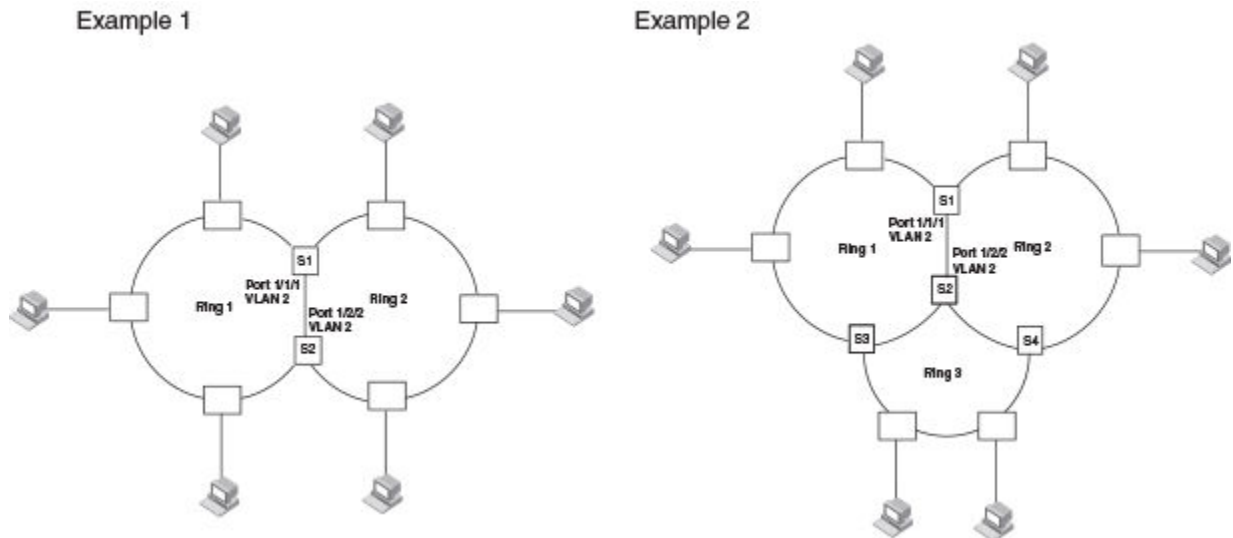 Example 1
S1
Port 1/1/1
VLAN 2
Ring 1
Port 1/2/2
VLAN 2
Ring 2
S2
Example 2
S1
Port 1/1/1
VLAN 2
Ring 1
Port 1/2/2
VLAN 2
Ring 2
S2
S3
S4
Ring 3